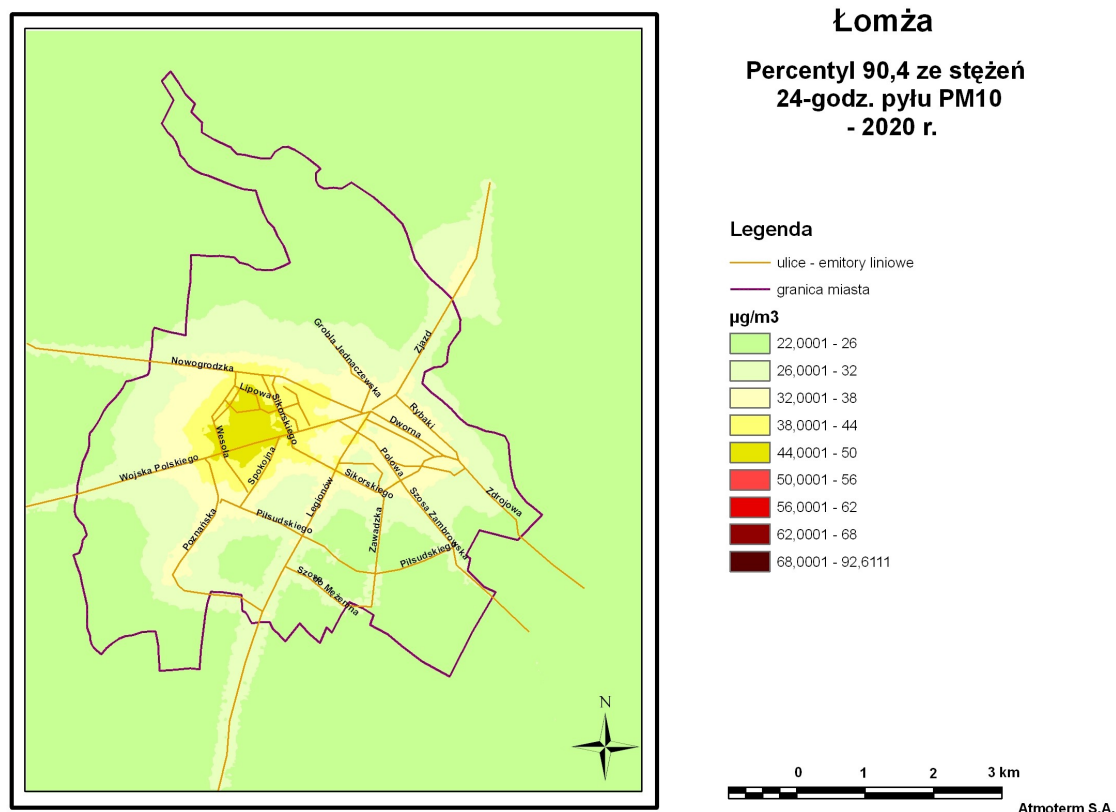 Łomża
Percentyl 90,4 ze stężeń
24-godz. pyłu PM10
- 2020 r.
Legenda
ulice - emitory liniowe
granica miasta
µg/m3
22,0001 - 26
26,0001 - 32
32,0001 - 38
38,0001 - 44
44,0001 - 50
50,0001 - 56
56,0001 - 62
62,0001 - 68
68,0001 - 92,6111
Nowogrodzka
Grobla Jednaczewska
Zjazd
Lipowa
Sikorskiego
Rybaki
Dworna
Wesoła
Wojska Polskiego
Spokojna
Polowa
Sikorskiego
Legionów
Szosa Zambrowska
Zdrojowa
Poznańska
Piłsudskiego
Zawadzka
Piłsudskiego
Szosa do Mężenina
N
0 1 2 3 km
Atmoterm S.A.